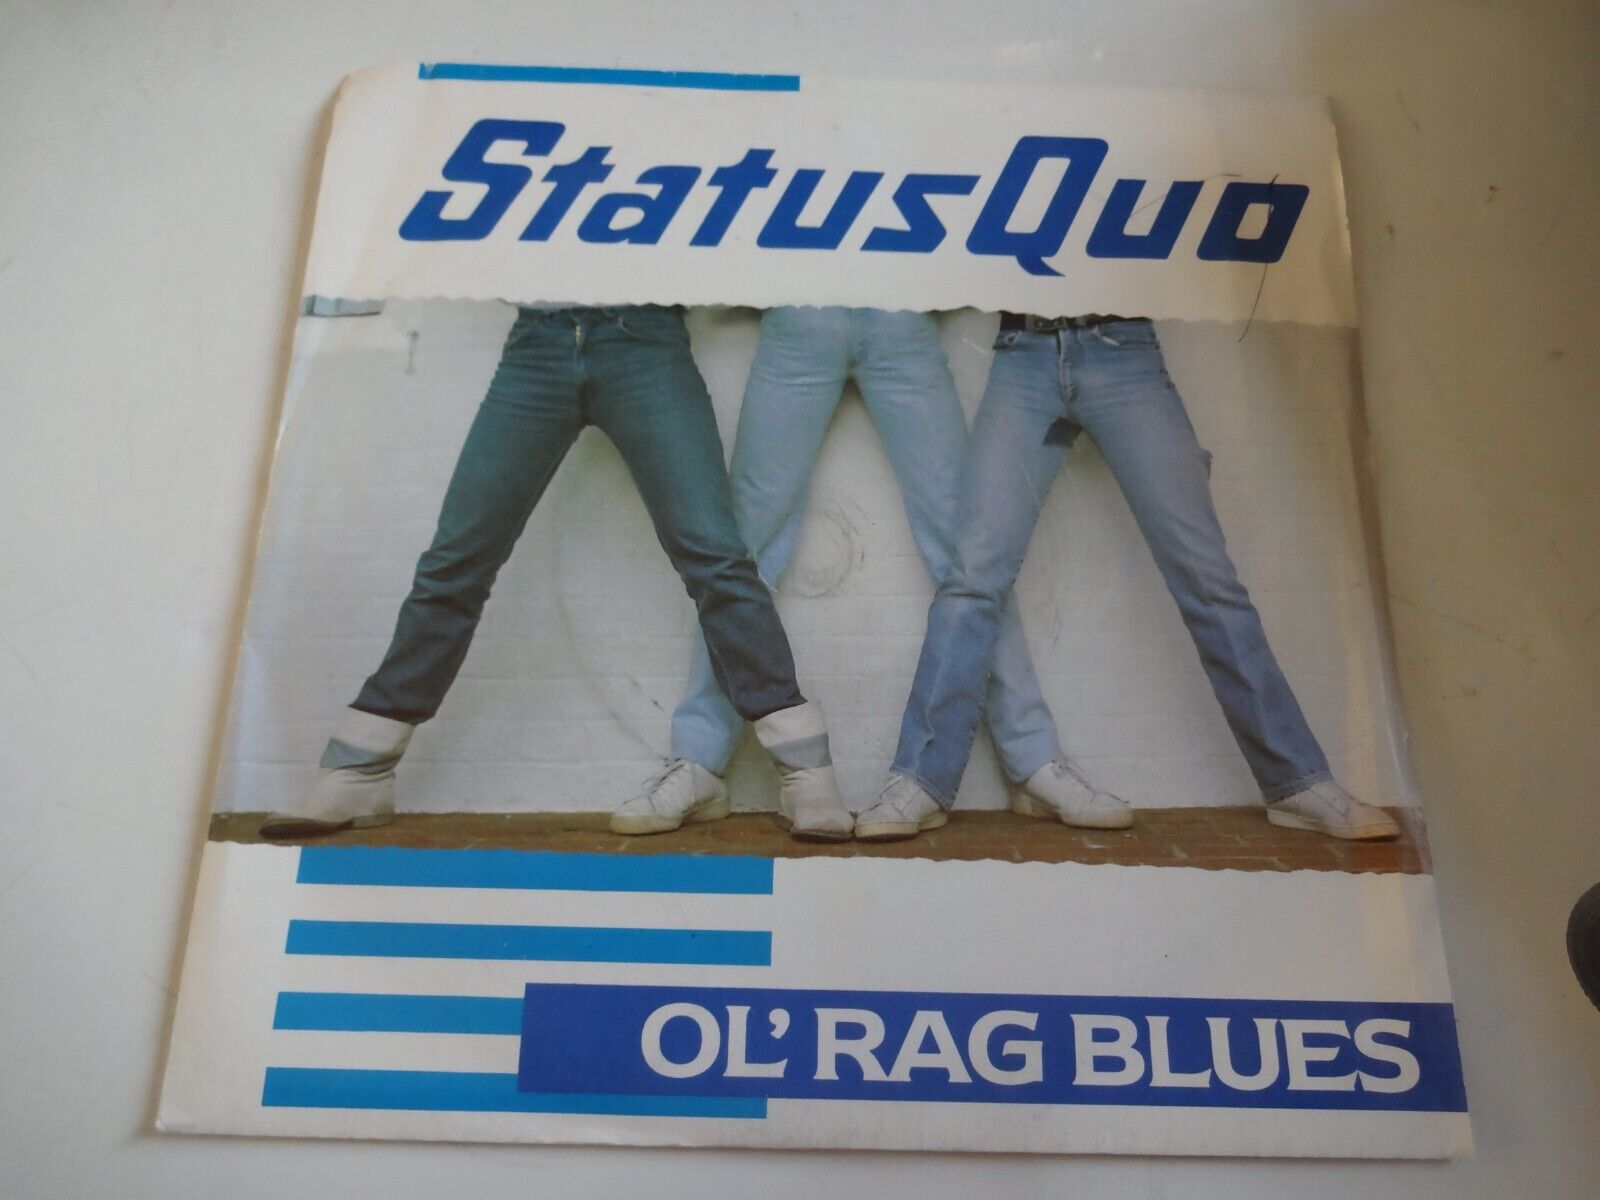 StatusQuo
OL' RAG BLUES